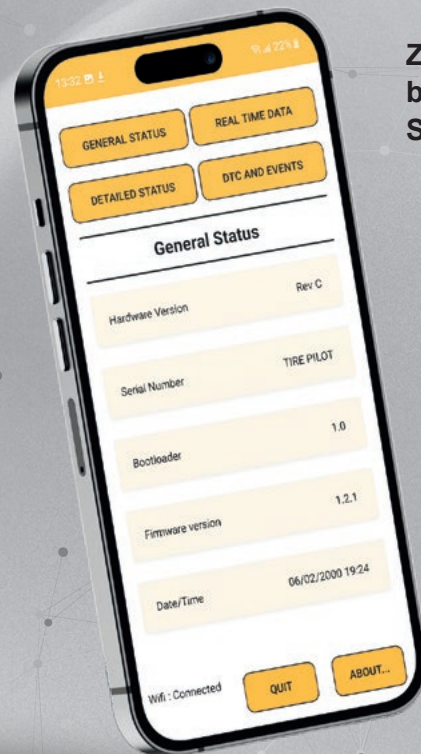 13:32
22%
GENERAL STATUS
REAL TIME DATA
DETAILED STATUS
DTC AND EVENTS
General Status
Hardware Version
Rev C
Serial Number
TIRE PILOT
Bootloader
1.0
Firmware version
1.2.1
Date/Time
06/02/2000 19:24
Wifi : Connected
QUIT
ABOUT...